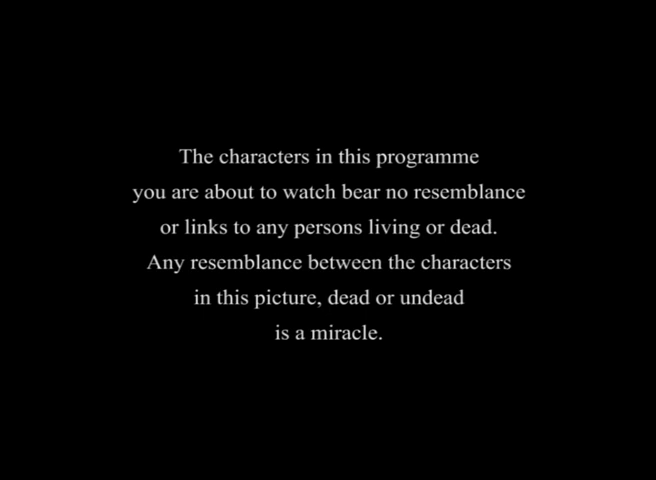 The characters in this programme
you are about to watch bear no resemblance
or links to any persons living or dead.
Any resemblance between the characters
in this picture, dead or undead
is a miracle.